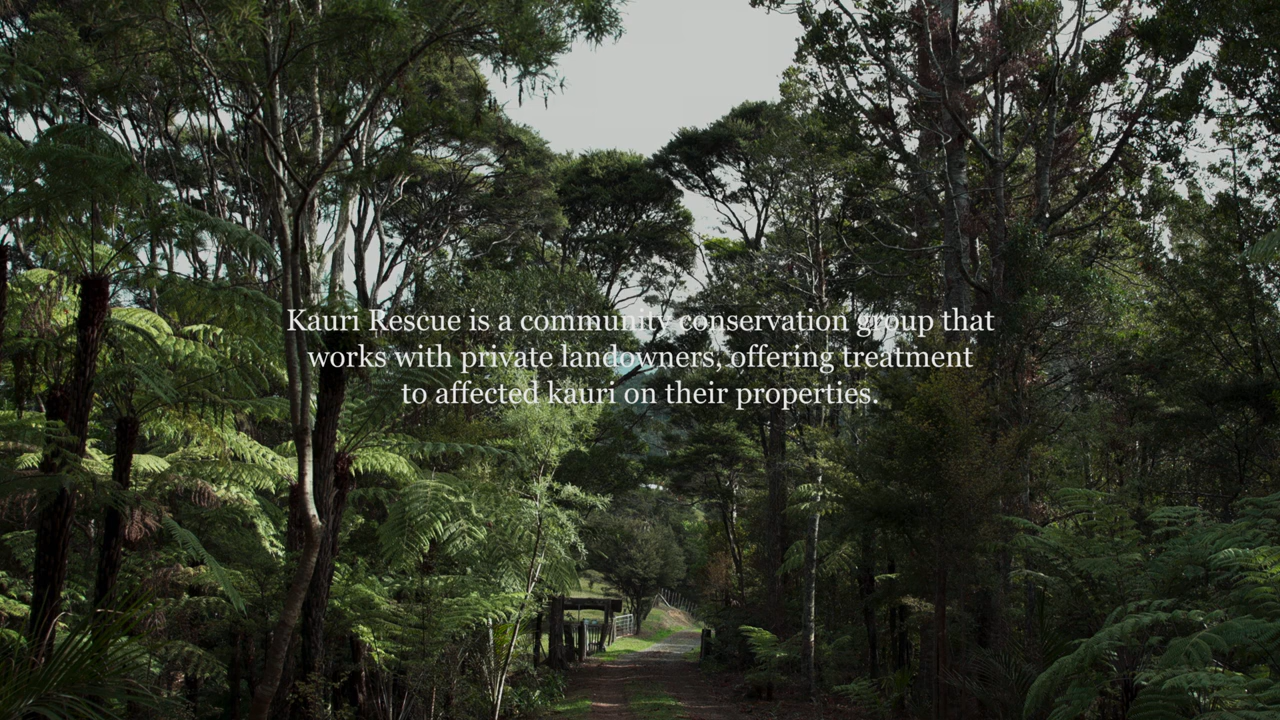 Kauri Rescue is a community conservation group that
works with private landowners, offering treatment
to affected kauri on their properties.